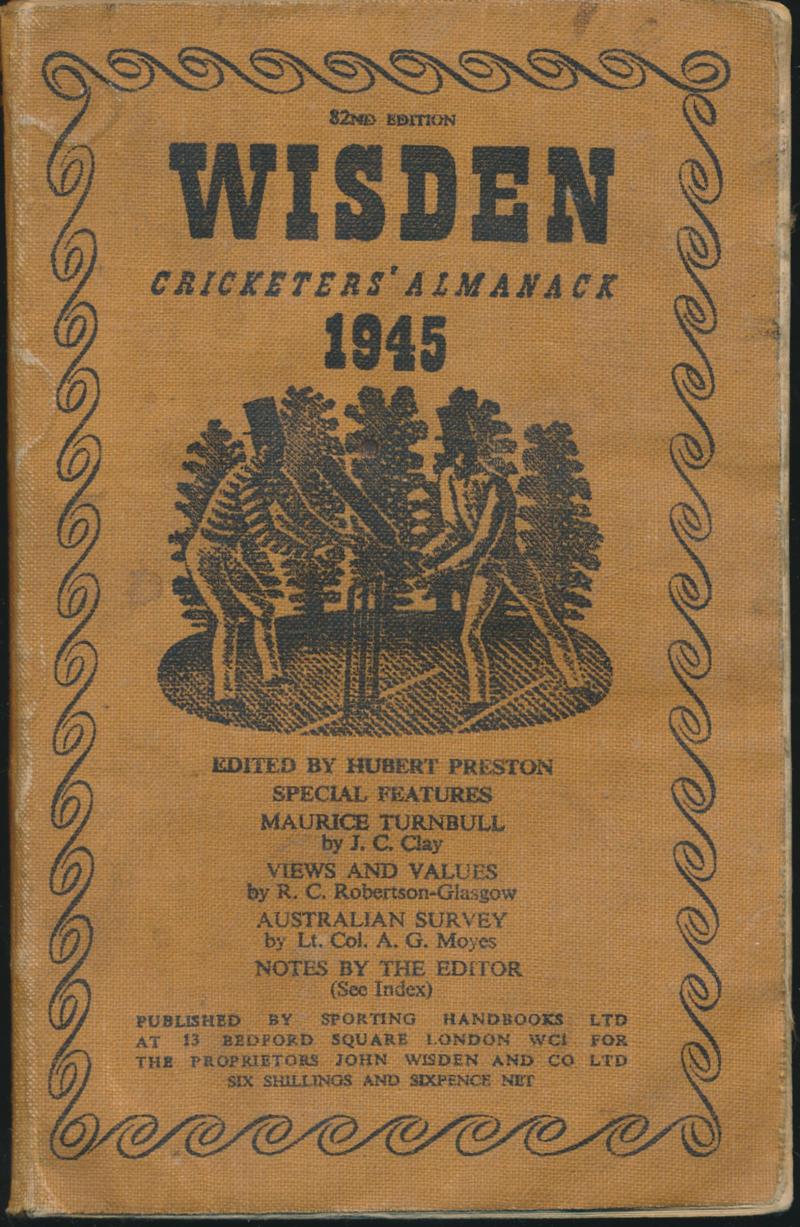 82ND EDITION
WISDEN
CRICKETERS' ALMANACK
1945
EDITED BY HUBERT PRESTON
SPECIAL FEATURES
MAURICE TURNBULL
by J. C. Clay
VIEWS AND VALUES
by R. C. Robertson-Glasgow
AUSTRALIAN SURVEY
by Lt. Col. A. G. Moyes
NOTES BY THE EDITOR
(See Index)
PUBLISHED BY SPORTING HANDBOOKS LTD
AT 13 BEDFORD SQUARE LONDON WC1 FOR
THE PROPRIETORS JOHN WISDEN AND CO LTD
SIX SHILLINGS AND SIXPENCE NET